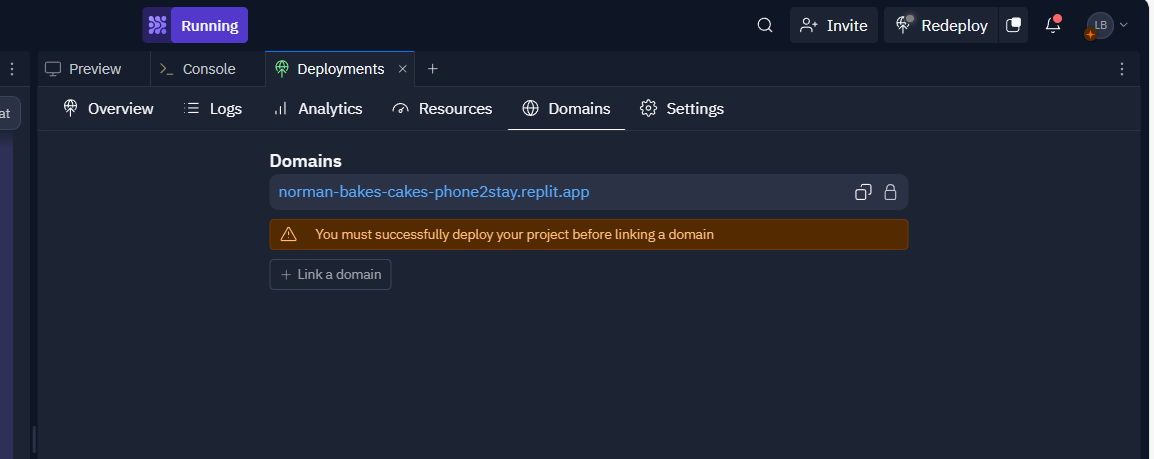 Running
Invite
Redeploy
LB
Preview
Console
Deployments
at
Overview
Logs
Analytics
Resources
Domains
Settings
Domains
norman-bakes-cakes-phone2stay.replit.app
You must successfully deploy your project before linking a domain
+ Link a domain